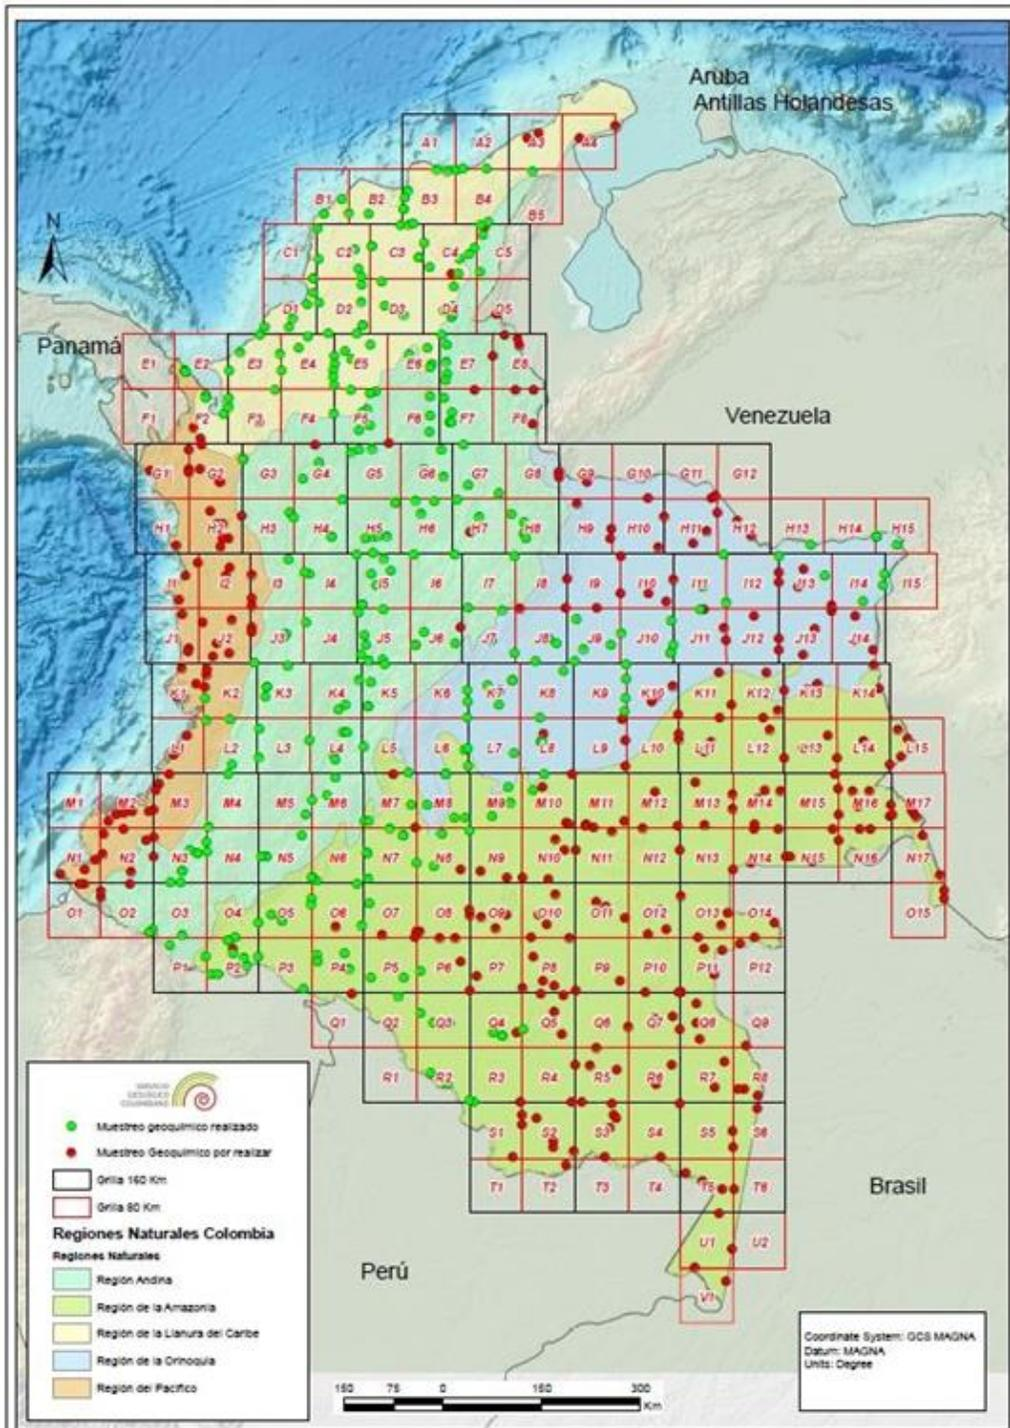 Aruba
Antillas Holandesas
N
A1 A2 A3 A4
B1 B2 B3 B4 B5
C1 C2 C3 C4 C5
D1 D2 D3 D4 D5
Panamá
E1 E2 E3 E4 E5 E6 E7 E8
Venezuela
F1 F2 F3 F4 F5 F6 F7 F8
G1 G2 G3 G4 G5 G6 G7 G8 G9 G10 G11 G12
H1 H2 H3 H4 H5 H6 H7 H8 H9 H10 H11 H12 H13 H14 H15
I1 I2 I3 I4 I5 I6 I7 I8 I9 I10 I11 I12 I13 I14 I15
J1 J2 J3 J4 J5 J6 J7 J8 J9 J10 J11 J12 J13 J14
K1 K2 K3 K4 K5 K6 K7 K8 K9 K10 K11 K12 K13 K14
L1 L2 L3 L4 L5 L6 L7 L8 L9 L10 L11 L12 L13 L14 L15
M1 M2 M3 M4 M5 M6 M7 M8 M9 M10 M11 M12 M13 M14 M15 M16 M17
N1 N2 N3 N4 N5 N6 N7 N8 N9 N10 N11 N12 N13 N14 N15 N16 N17
O1 O2 O3 O4 O5 O6 O7 O8 O9 O10 O11 O12 O13 O14 O15
P1 P2 P3 P4 P5 P6 P7 P8 P9 P10 P11 P12
Q1 Q2 Q3 Q4 Q5 Q6 Q7 Q8 Q9
R1 R2 R3 R4 R5 R6 R7 R8
S1 S2 S3 S4 S5 S6
T1 T2 T3 T4 T5 T6
U1 U2
V1
Brasil
Perú
SERVICIO
GEOLÓGICO
COLOMBIANO
Muestreo geoquímico realizado
Muestreo Geoquímico por realizar
Grilla 160 Km
Grilla 80 Km
Regiones Naturales Colombia
Regiones Naturales
Región Andina
Región de la Amazonía
Región de la Llanura del Caribe
Región de la Orinoquía
Región del Pacífico
150 75 0 150 300
Km
Coordinate System: GCS MAGNA
Datum: MAGNA
Units: Degree